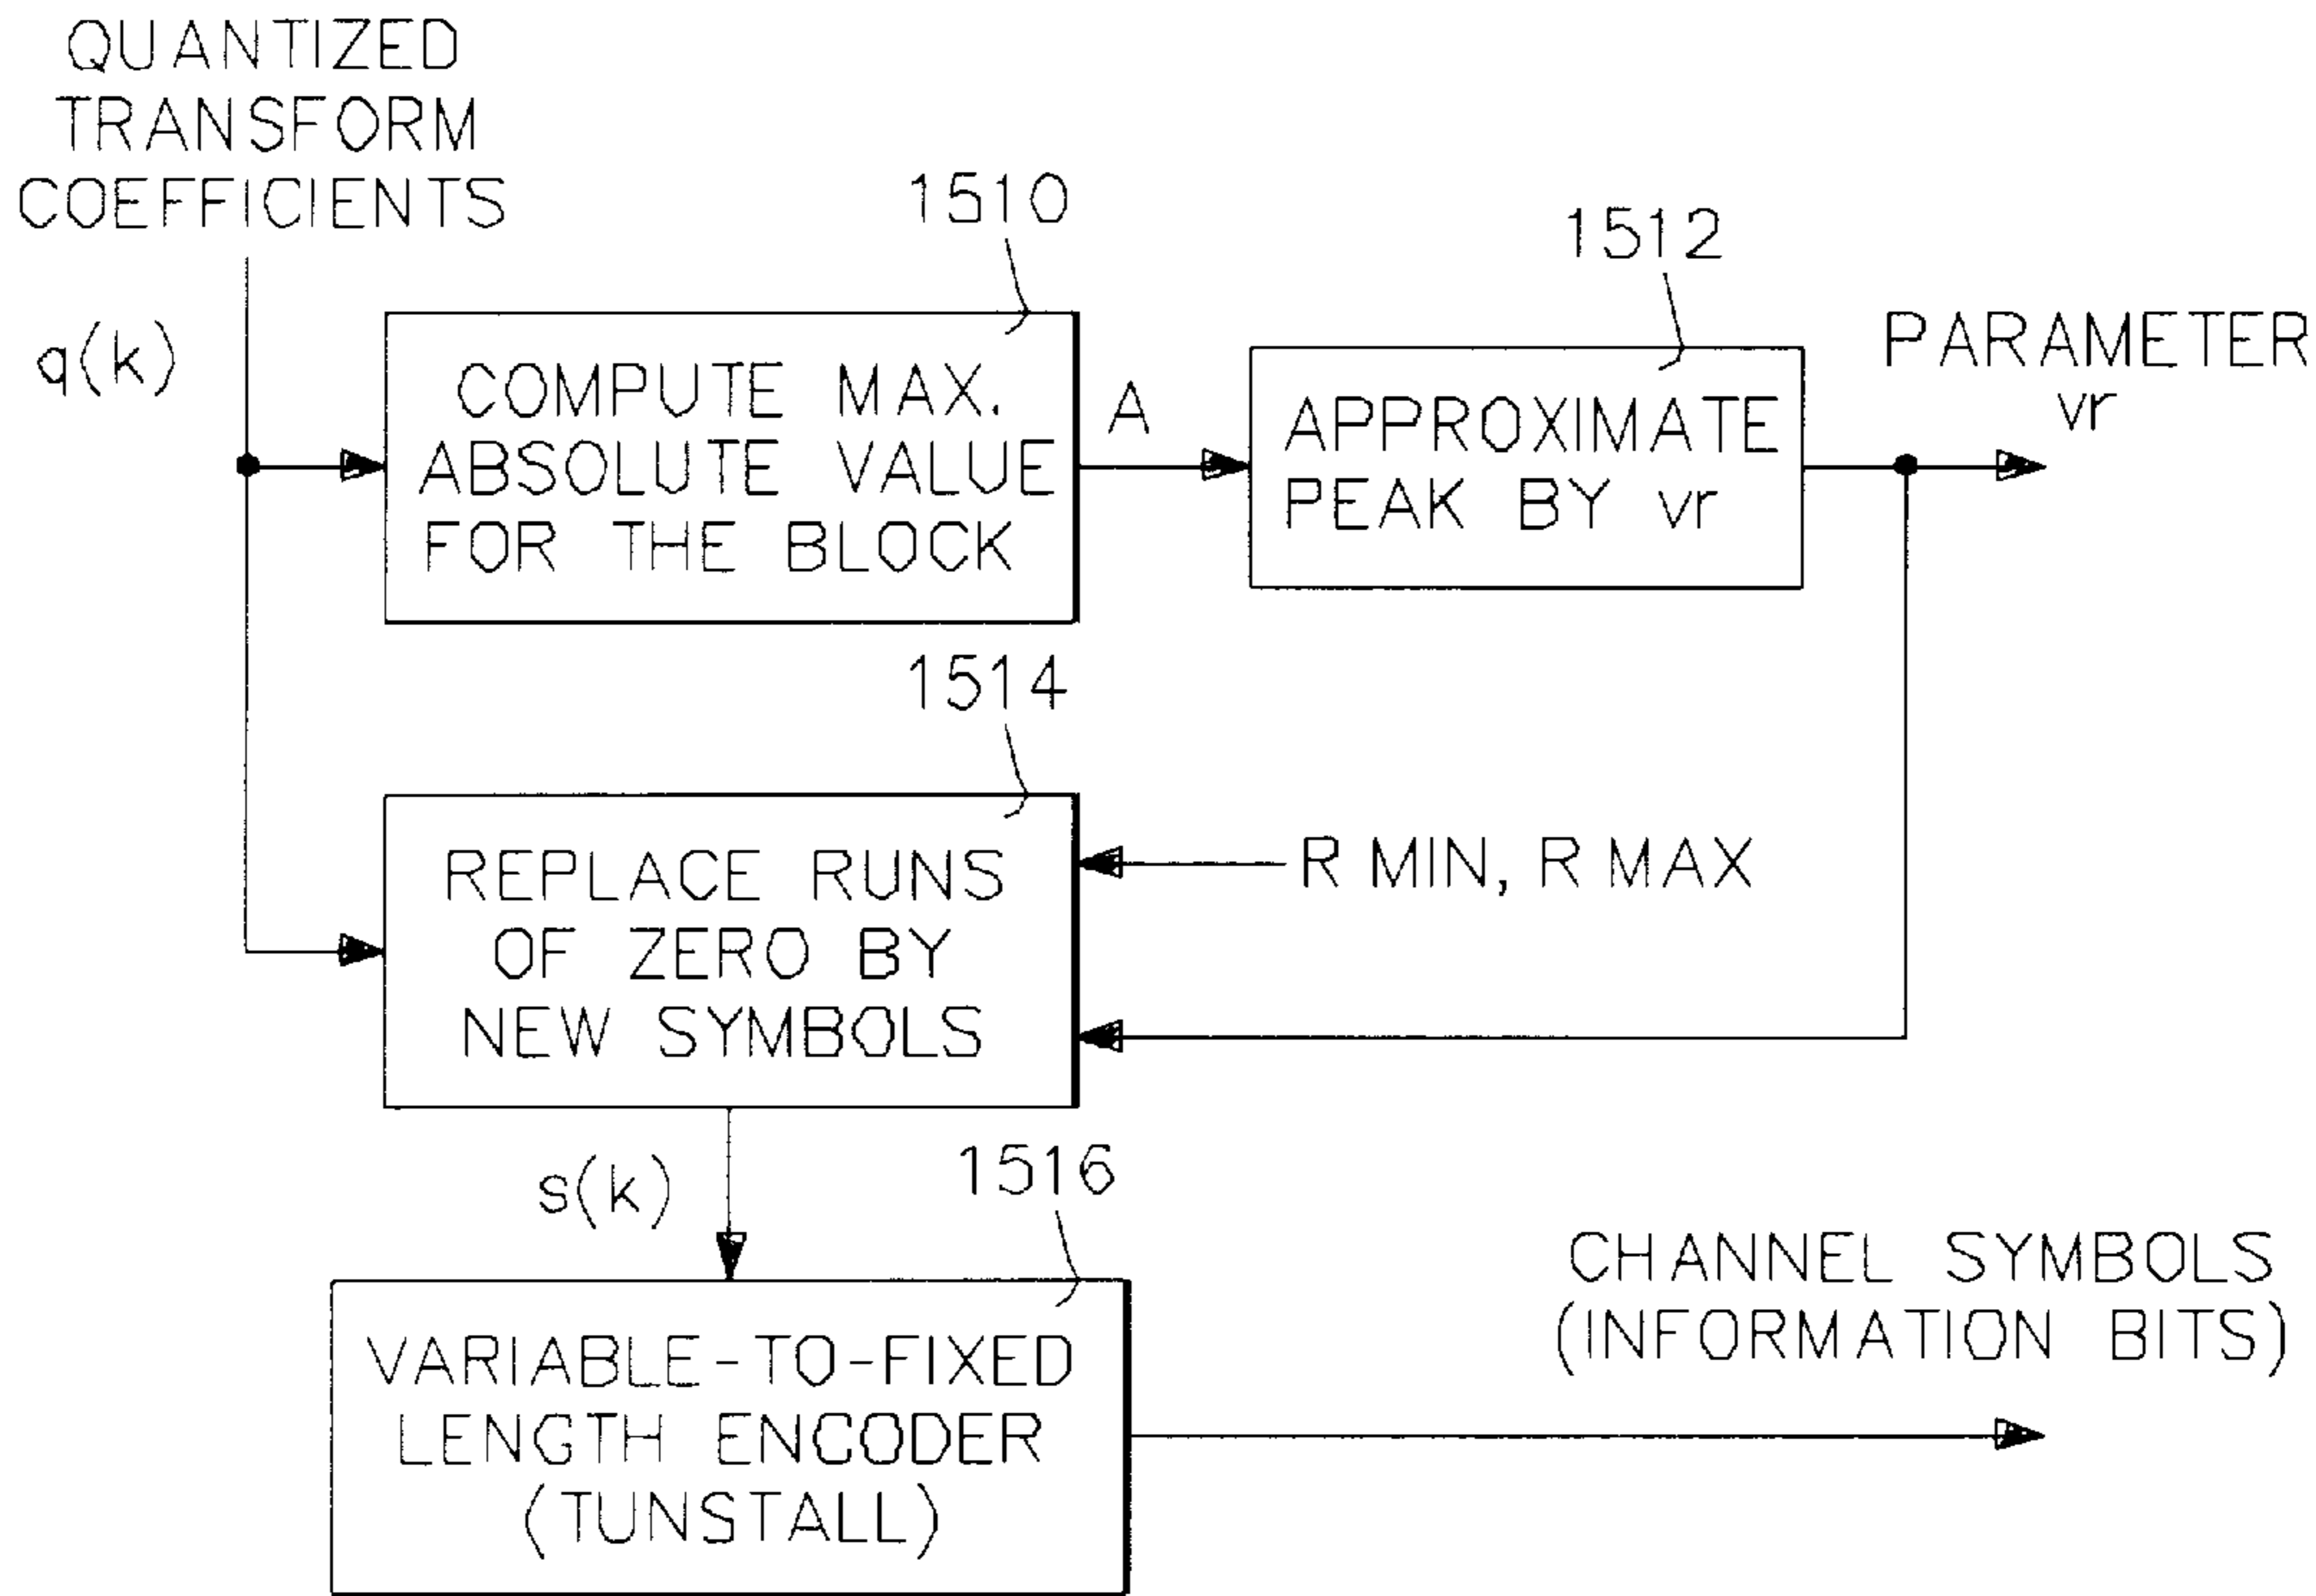 QUANTIZED
TRANSFORM
COEFFICIENTS
1510
1512
q(k)
COMPUTE MAX.
ABSOLUTE VALUE
FOR THE BLOCK
A
APPROXIMATE
PEAK BY vr
PARAMETER
vr
1514
REPLACE RUNS
OF ZERO BY
NEW SYMBOLS
R MIN, R MAX
s(k)
1516
VARIABLE-TO-FIXED
LENGTH ENCODER
(TUNSTALL)
CHANNEL SYMBOLS
(INFORMATION BITS)